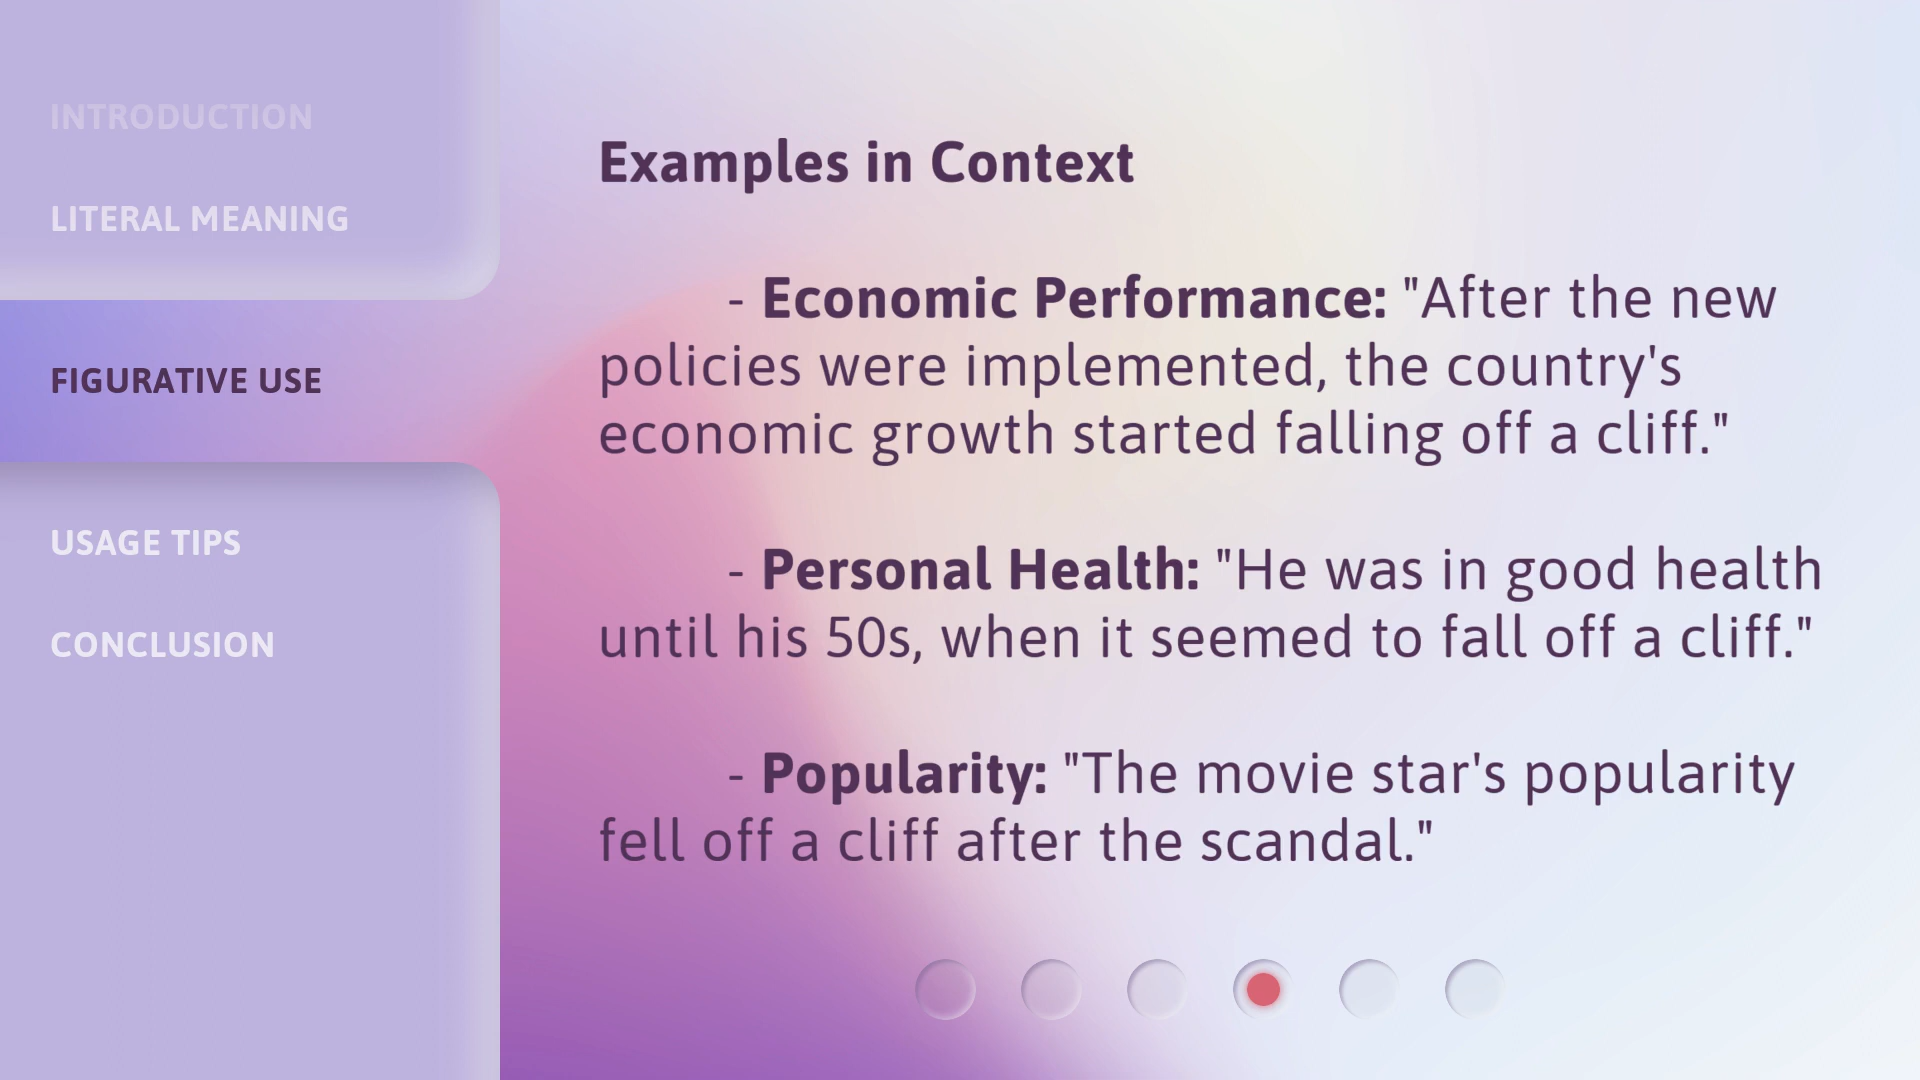 INTRODUCTION
LITERAL MEANING
FIGURATIVE USE
USAGE TIPS
CONCLUSION
Examples in Context
- Economic Performance: "After the new
policies were implemented, the country's
economic growth started falling off a cliff."
- Personal Health: "He was in good health
until his 50s, when it seemed to fall off a cliff."
- Popularity: "The movie star's popularity
fell off a cliff after the scandal."